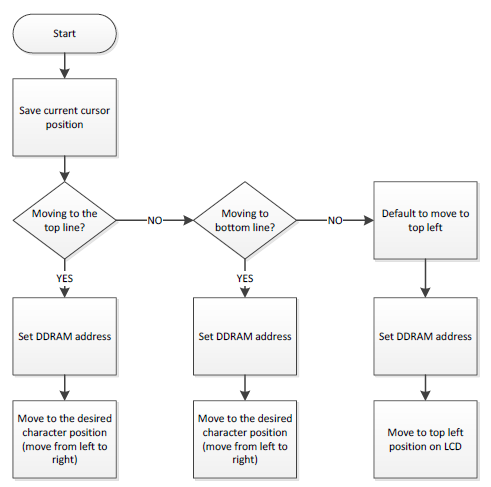 Start
Save current cursor
position
Moving to the
top line?
NO
Moving to
bottom line?
NO
Default to move to
top left
YES
YES
Set DDRAM address
Set DDRAM address
Set DDRAM address
Move to the desired
character position
(move from left to
right)
Move to the desired
character position
(move from left to
right)
Move to top left
position on LCD